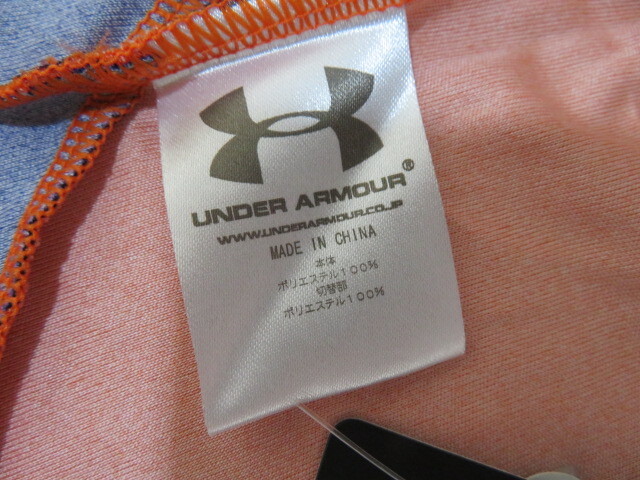 UNDER ARMOUR®
WWW.UNDERARMOUR.CO.JP
MADE IN CHINA
本体
ポリエステル100%
切替部
ポリエステル100%